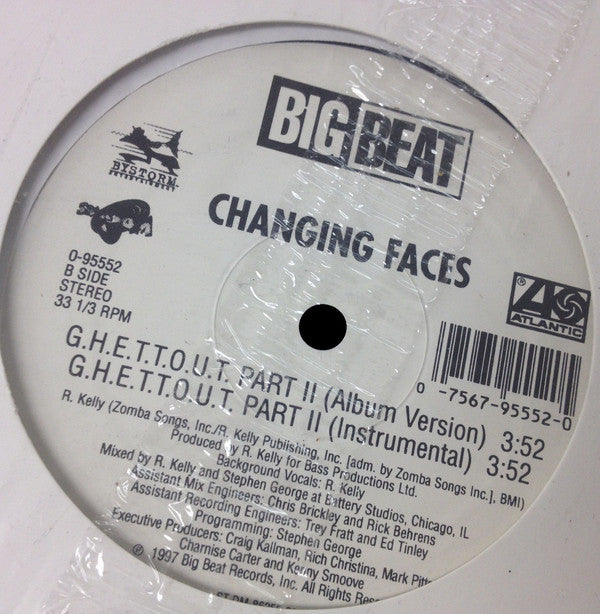 BIG BEAT
BYSTORM
ENTERTAINMENT
CHANGING FACES
0-95552
B SIDE
STEREO
33 1/3 RPM
® ATLANTIC
0 -7567-95552-0
G.H.E.T.T.O.U.T. PART II (Album Version) 3:52
G.H.E.T.T.O.U.T. PART II (Instrumental) 3:52
R. Kelly (Zomba Songs, Inc./R. Kelly Publishing, Inc. [adm. by Zomba Songs Inc.], BMI)
Produced by R. Kelly for Bass Productions Ltd.
Background Vocals: R. Kelly
Mixed by R. Kelly and Stephen George at Battery Studios, Chicago, IL
Assistant Mix Engineers: Chris Brickley and Rick Behrens
Assistant Recording Engineers: Trey Fratt and Ed Tinley
Programming: Stephen George
Executive Producers: Craig Kallman, Rich Christina, Mark Pitts
Charnise Carter and Kenny Smoove
℗ 1997 Big Beat Records, Inc. All Rights